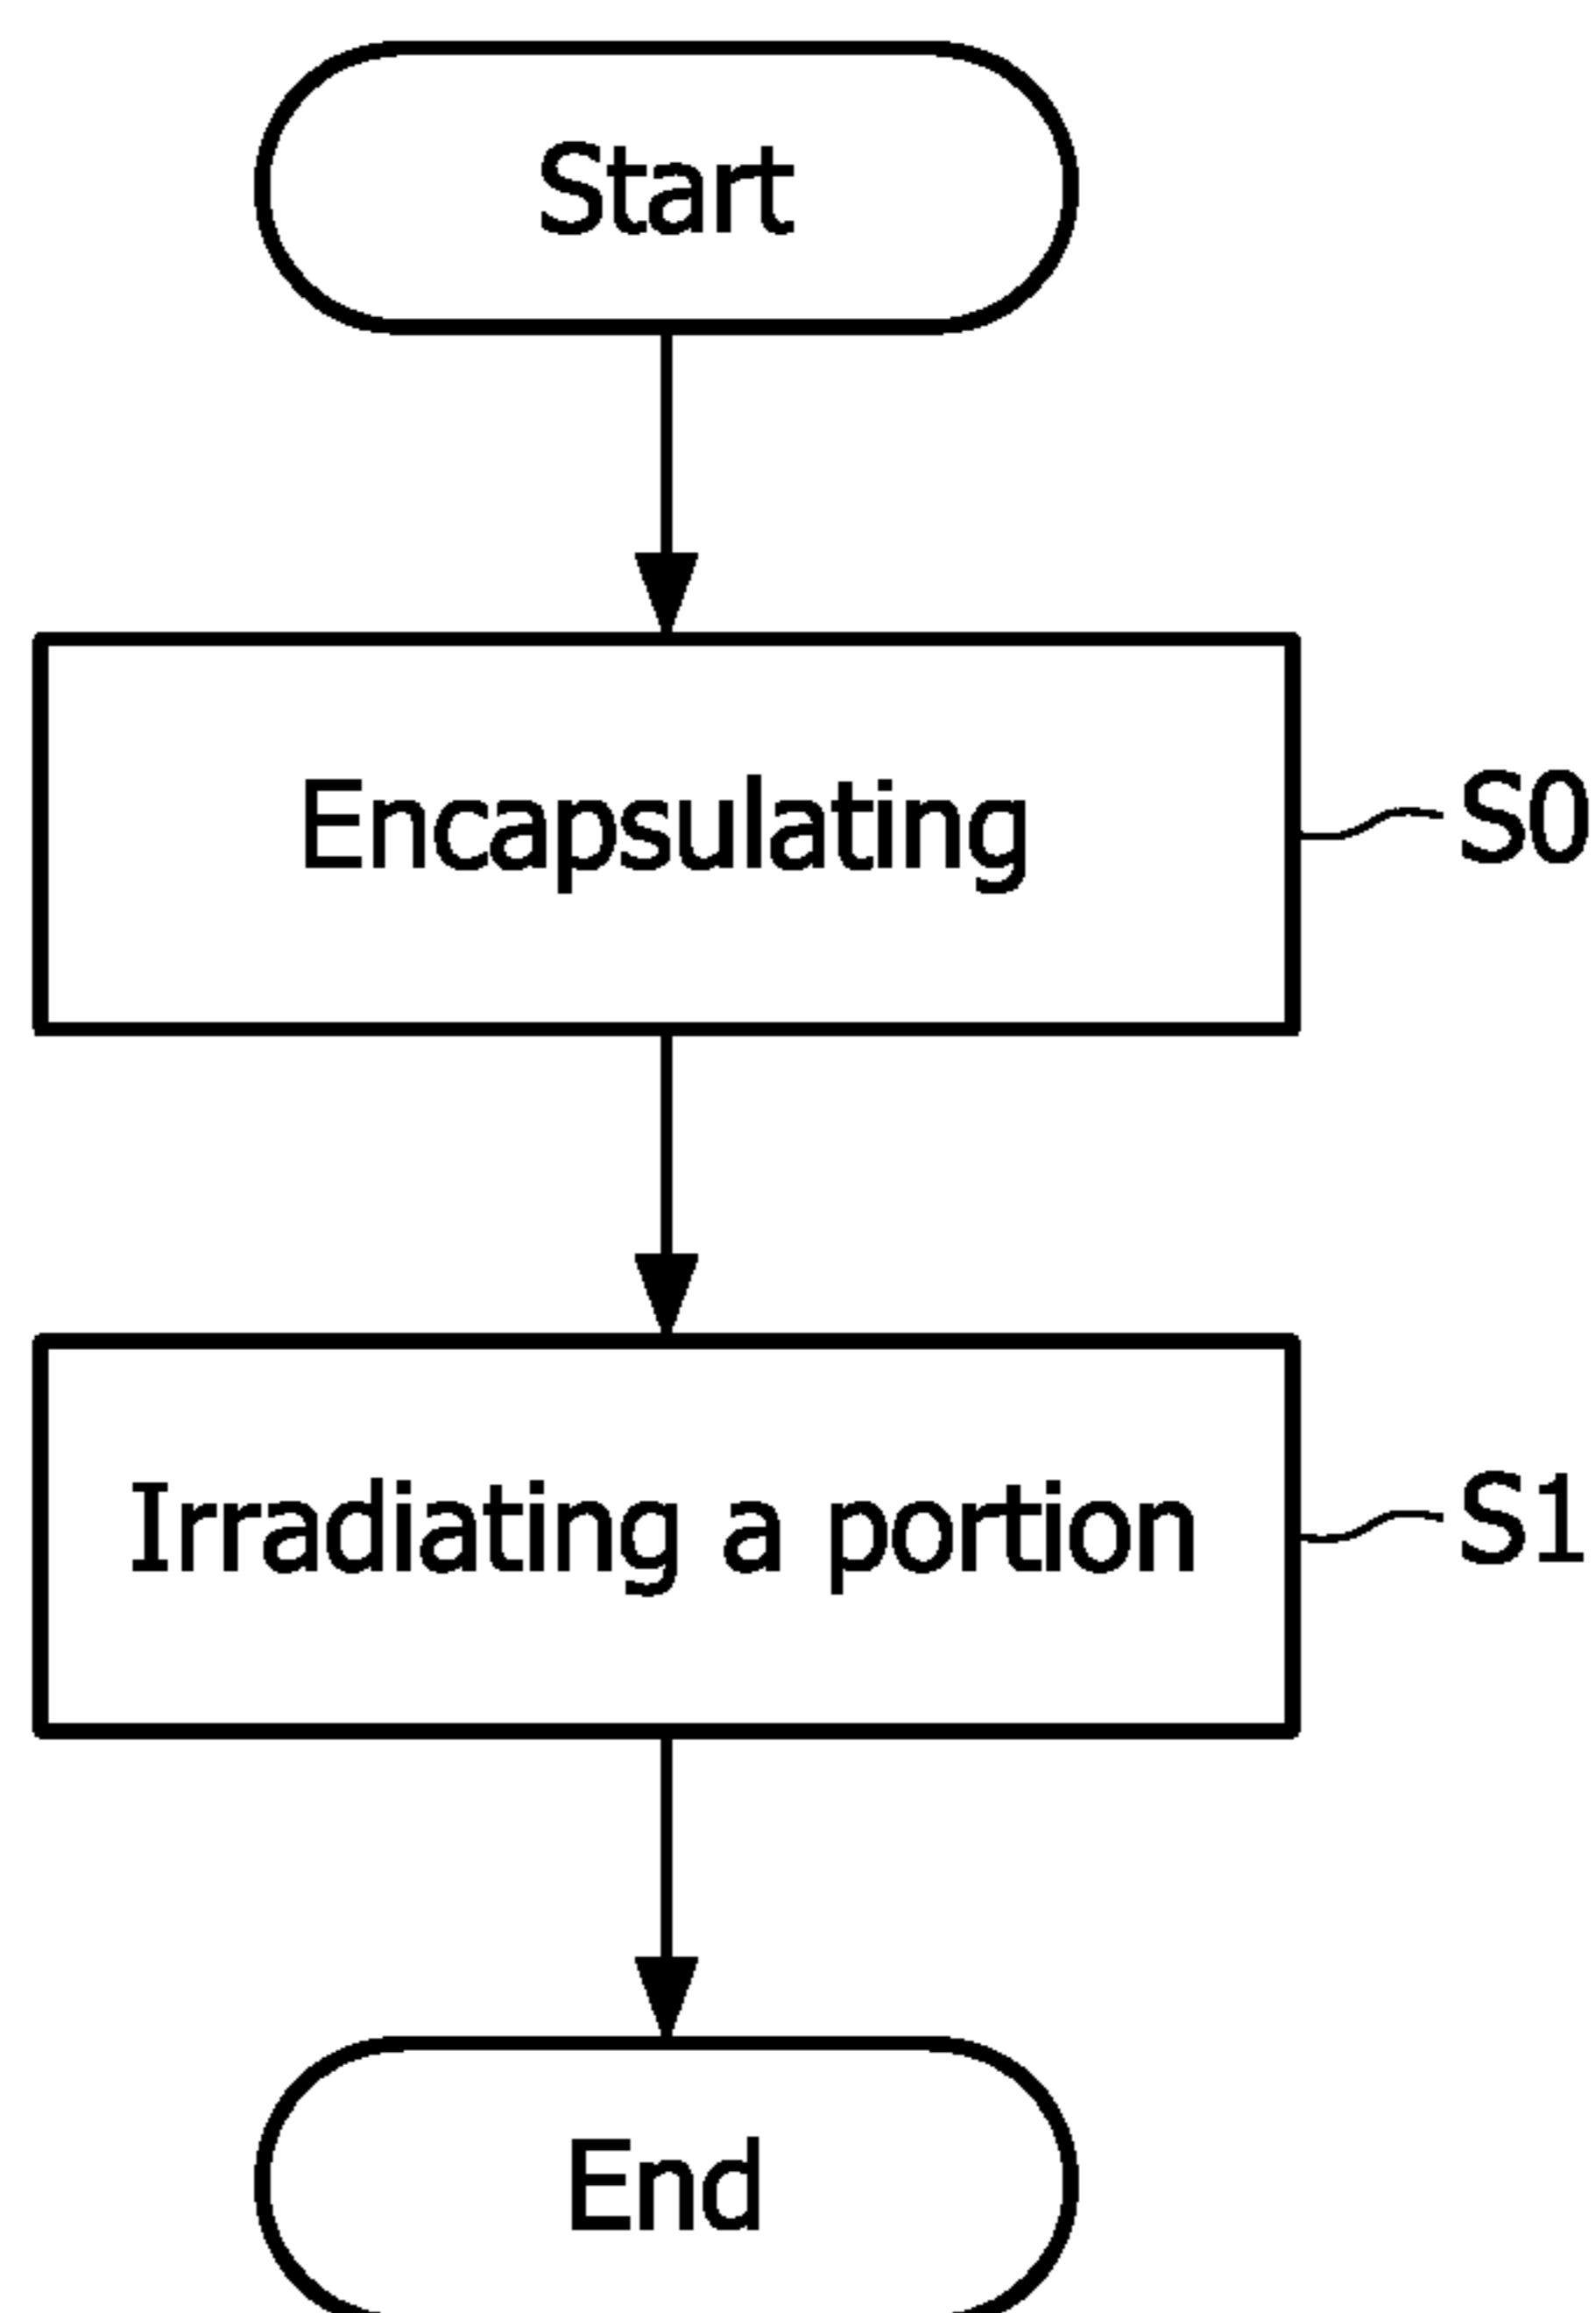 Start
Encapsulating
S0
Irradiating a portion
S1
End